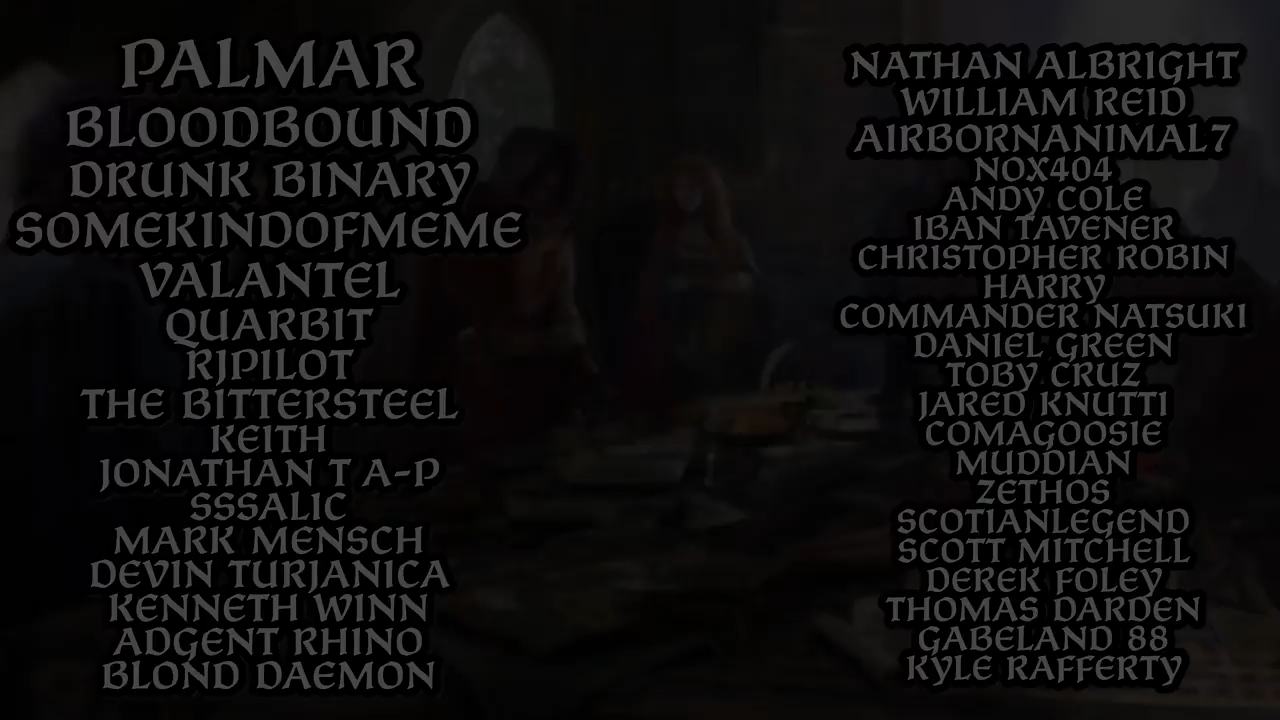 PALMAR
BLOODBOUND
DRUNK BINARY
SOMEKINDOFMEME
VALANTEL
QUARBIT
RJPILOT
THE BITTERSTEEL
KEITH
JONATHAN T A-P
SSSALIC
MARK MENSCH
DEVIN TURJANICA
KENNETH WINN
ADGENT RHINO
BLOND DAEMON
NATHAN ALBRIGHT
WILLIAM REID
AIRBORNANIMAL7
NOX404
ANDY COLE
IBAN TAVENER
CHRISTOPHER ROBIN
HARRY
COMMANDER NATSUKI
DANIEL GREEN
TOBY CRUZ
JARED KNUTTI
COMAGOOSIE
MUDDIAN
ZETHOS
SCOTIANLEGEND
SCOTT MITCHELL
DEREK FOLEY
THOMAS DARDEN
GABELAND 88
KYLE RAFFERTY